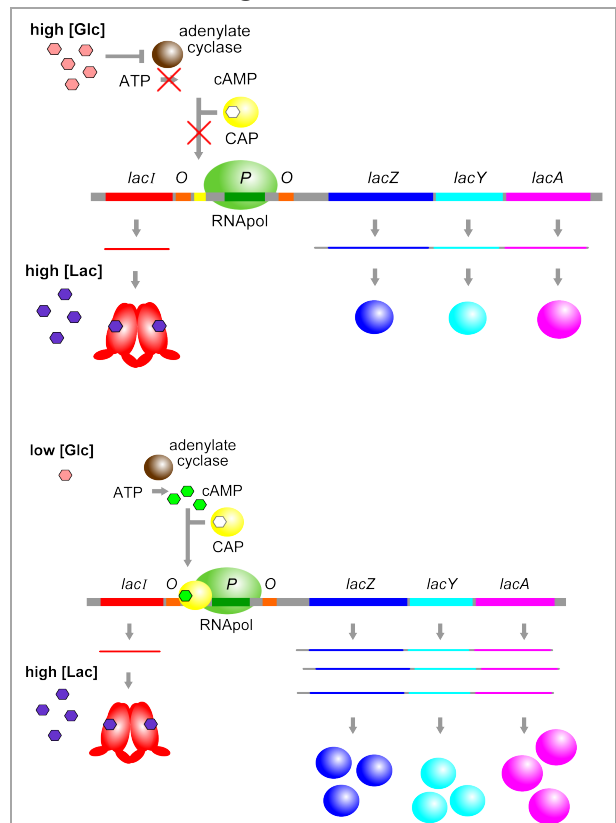 high [Glc]
adenylate
cyclase
ATP
cAMP
CAP
lacI O P O lacZ lacY lacA
RNApol
high [Lac]
low [Glc]
adenylate
cyclase
ATP
cAMP
CAP
lacI O P O lacZ lacY lacA
RNApol
high [Lac]